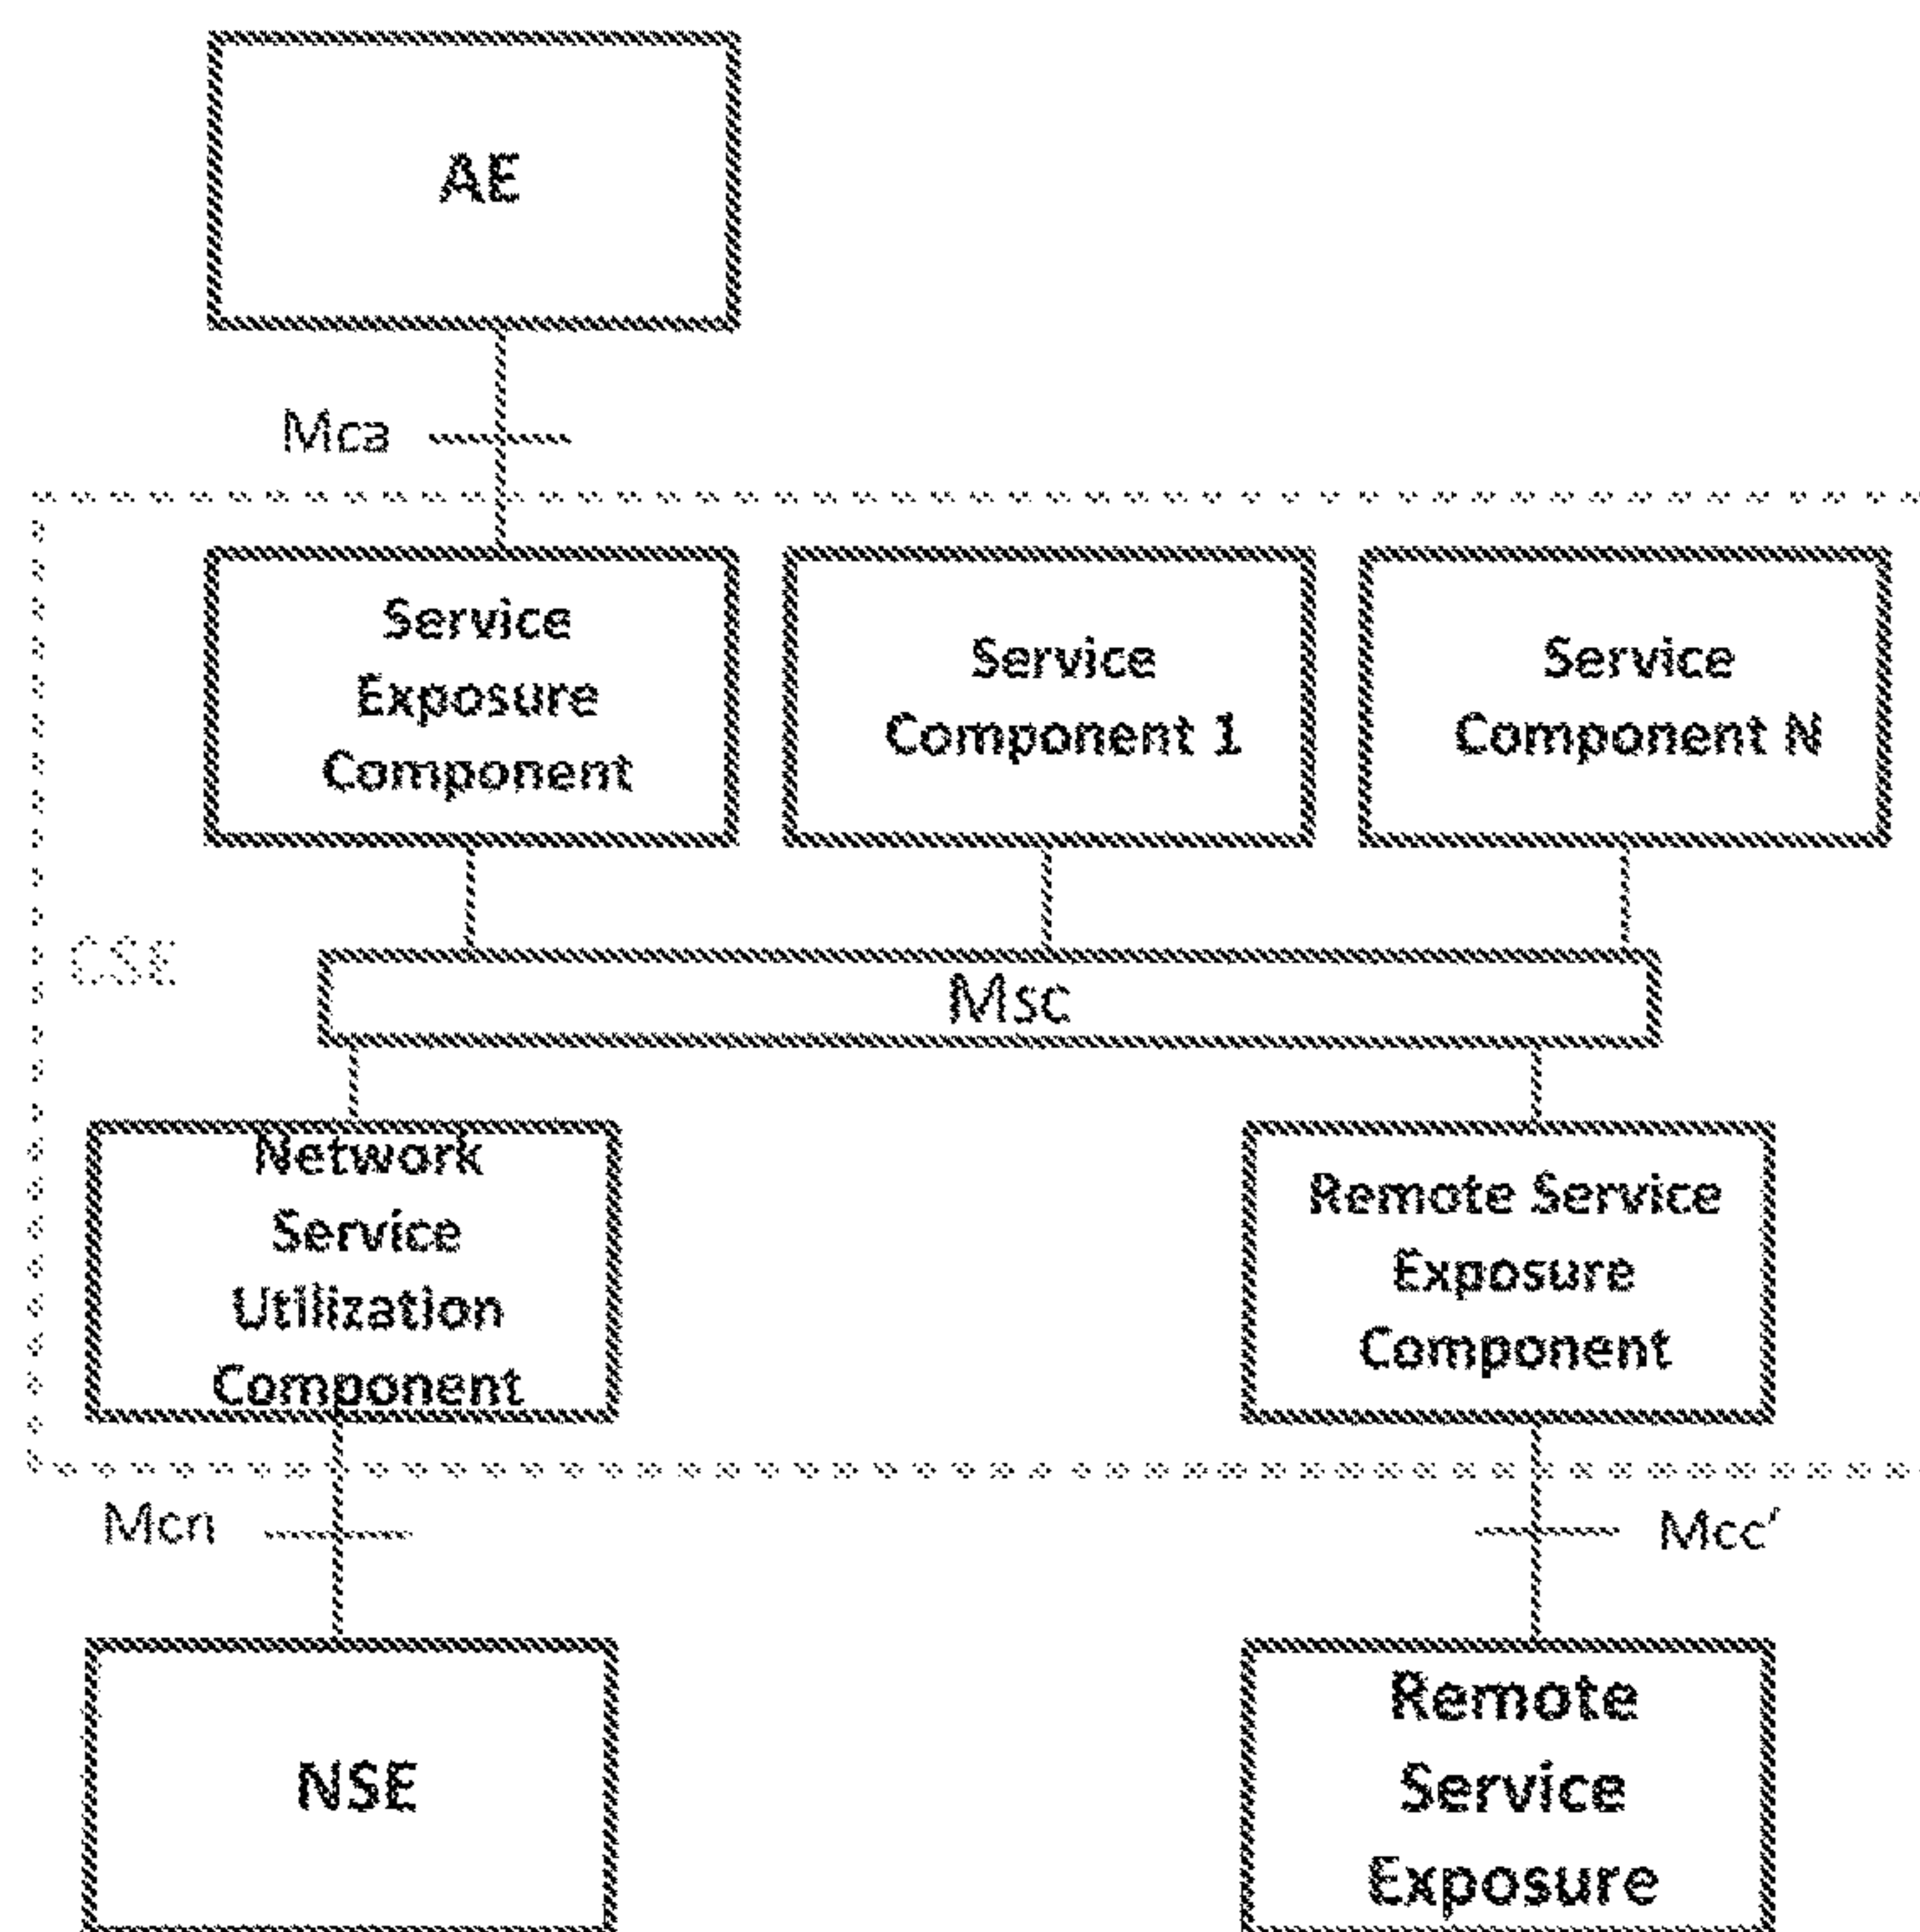 AE
Mca
Service
Exposure
Component
Service
Component 1
Service
Component N
CSE
Msc
Network
Service
Utilization
Component
Remote Service
Exposure
Component
Mcn
Mcc'
NSE
Remote
Service
Exposure